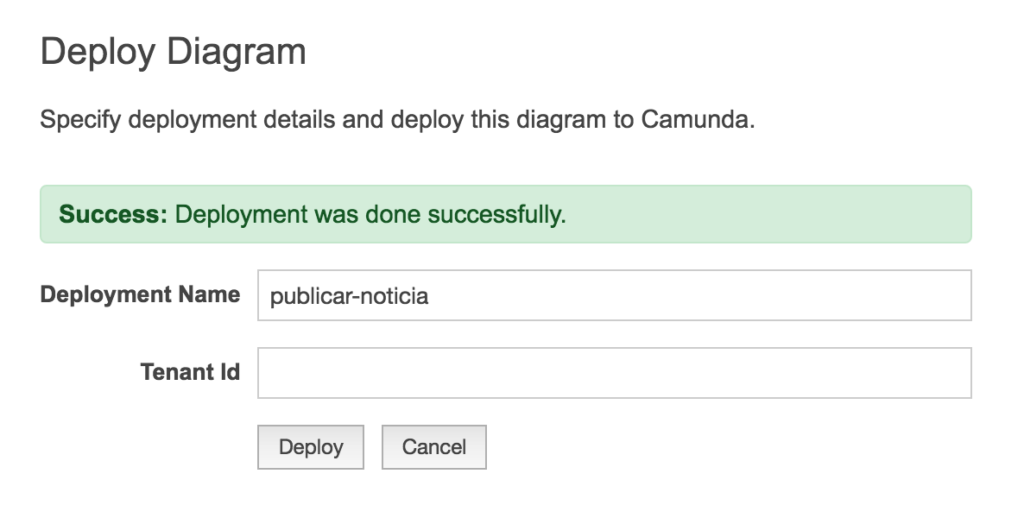 Deploy Diagram
Specify deployment details and deploy this diagram to Camunda.
Success: Deployment was done successfully.
Deployment Name publicar-noticia
Tenant Id
Deploy Cancel